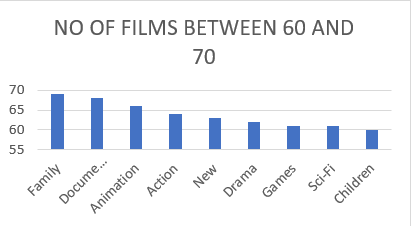 NO OF FILMS BETWEEN 60 AND
70
70
65
60
55
Family
Docume...
Animation
Action
New
Drama
Games
Sci-Fi
Children